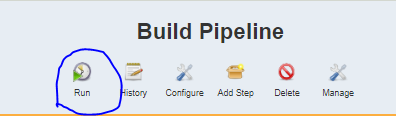 Build Pipeline
Run History Configure Add Step Delete Manage